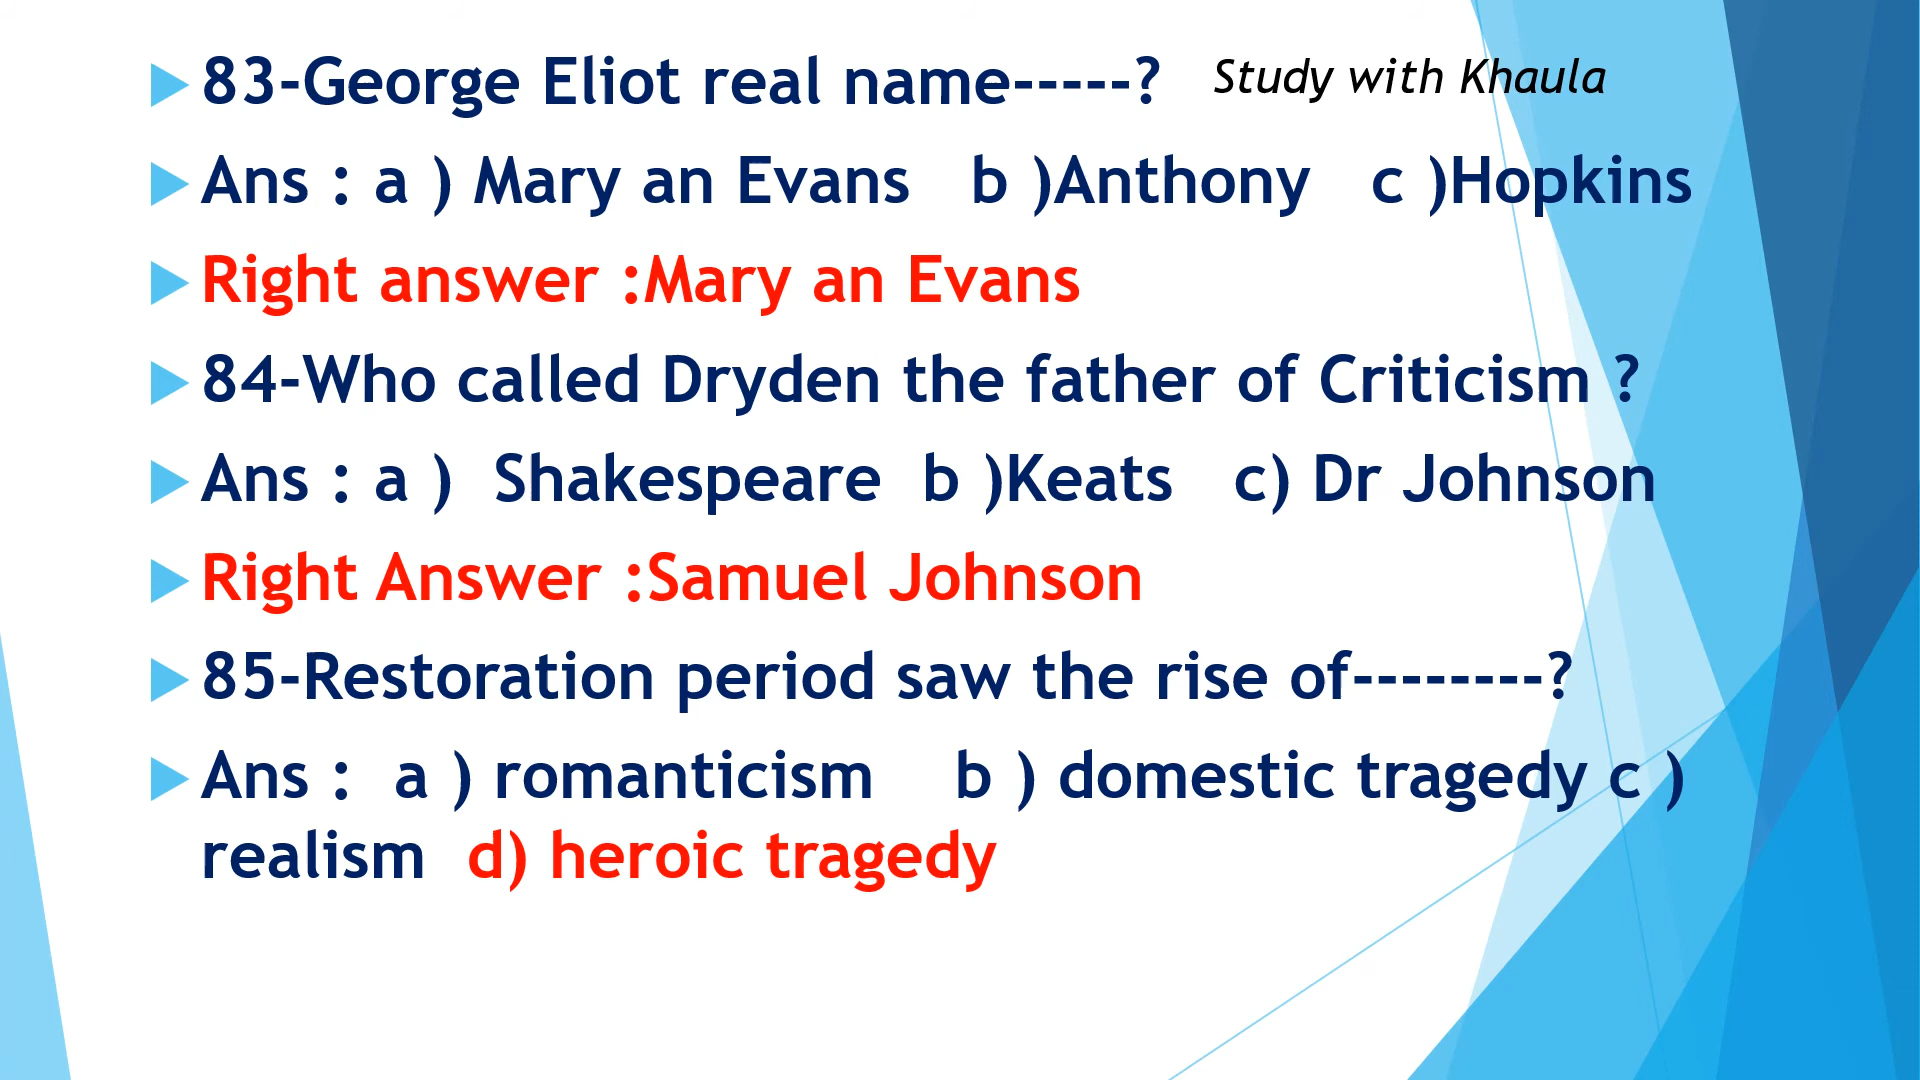 83-George Eliot real name-----?
Study with Khaula
Ans : a ) Mary an Evans b )Anthony c )Hopkins
Right answer :Mary an Evans
84-Who called Dryden the father of Criticism ?
Ans : a ) Shakespeare b )Keats c) Dr Johnson
Right Answer :Samuel Johnson
85-Restoration period saw the rise of--------?
Ans : a ) romanticism b ) domestic tragedy c )
realism d) heroic tragedy